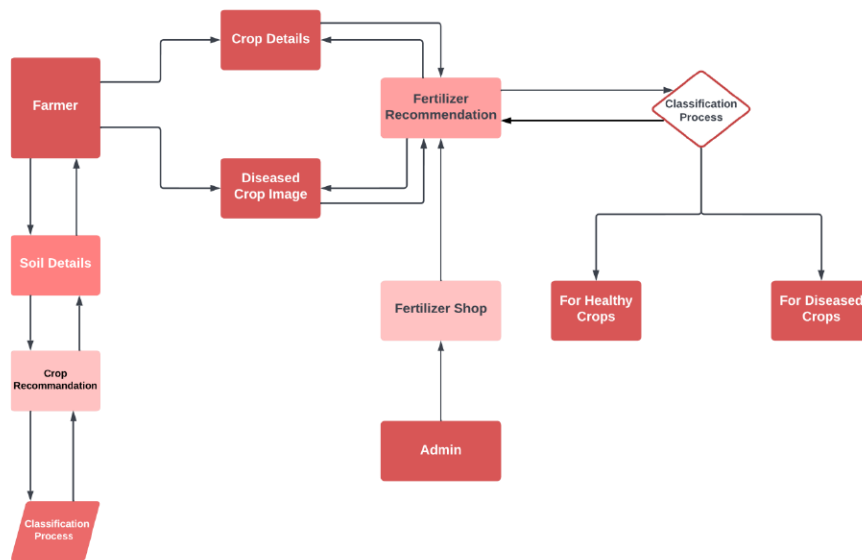 Crop Details
Farmer
Fertilizer
Recommendation
Classification
Process
Diseased
Crop Image
Soil Details
Fertilizer Shop
For Healthy
Crops
For Diseased
Crops
Crop
Recommandation
Admin
Classification
Process